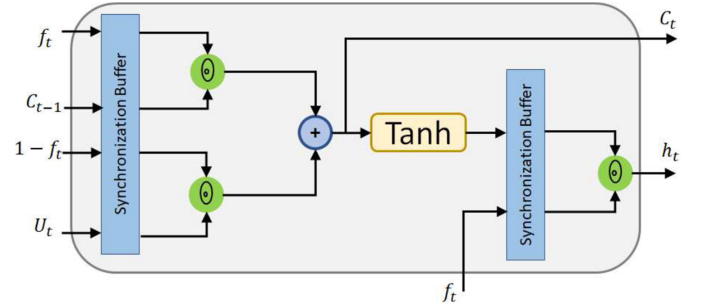 f_t
C_{t-1}
1 - f_t
U_t
Synchronization Buffer
+
Tanh
Synchronization Buffer
C_t
h_t
f_t